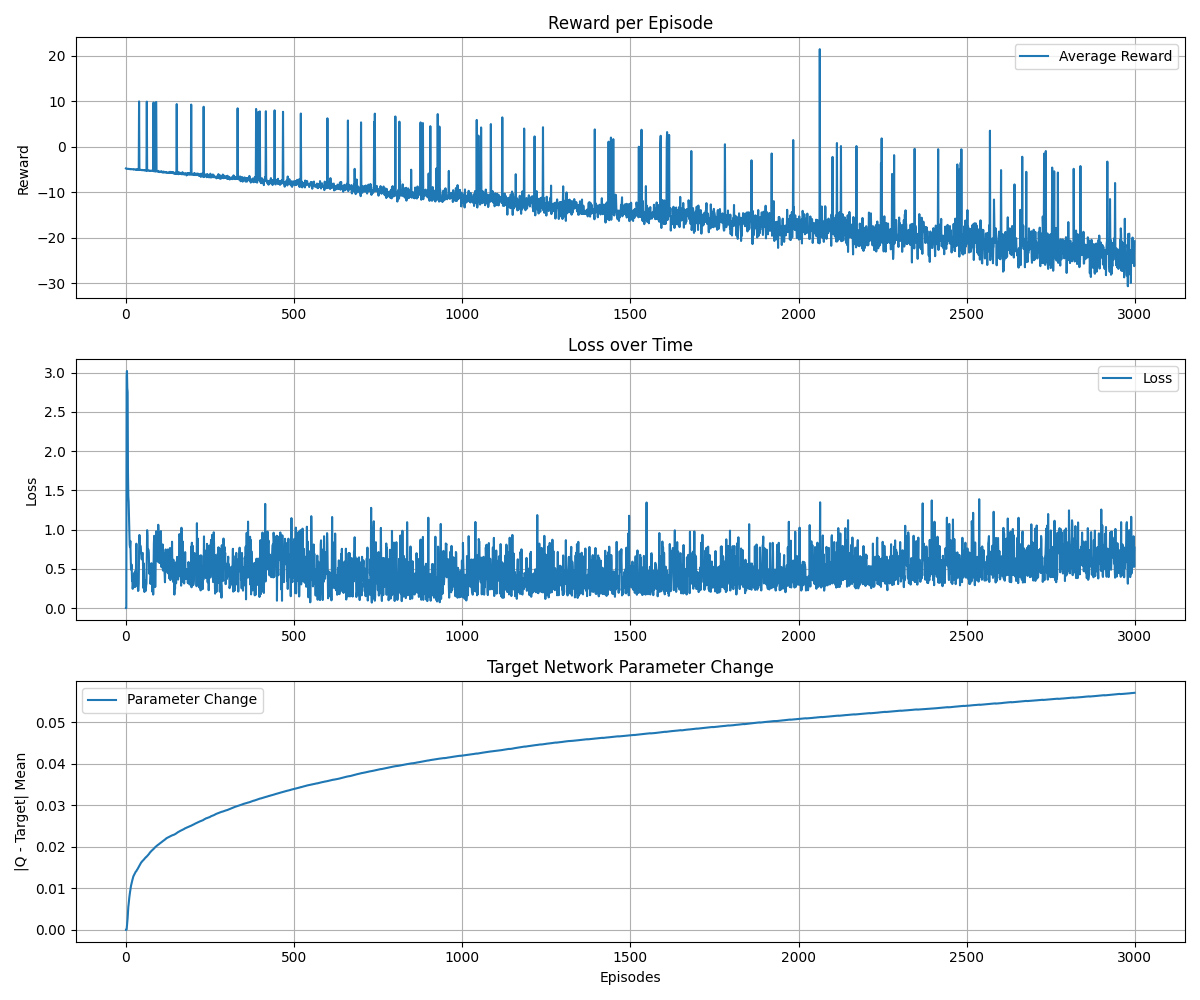 Reward per Episode
Average Reward
Reward
20
10
0
−10
−20
−30
0 500 1000 1500 2000 2500 3000
Loss over Time
Loss
Loss
3.0
2.5
2.0
1.5
1.0
0.5
0.0
0 500 1000 1500 2000 2500 3000
Target Network Parameter Change
Parameter Change
|Q - Target| Mean
0.05
0.04
0.03
0.02
0.01
0.00
0 500 1000 1500 2000 2500 3000
Episodes